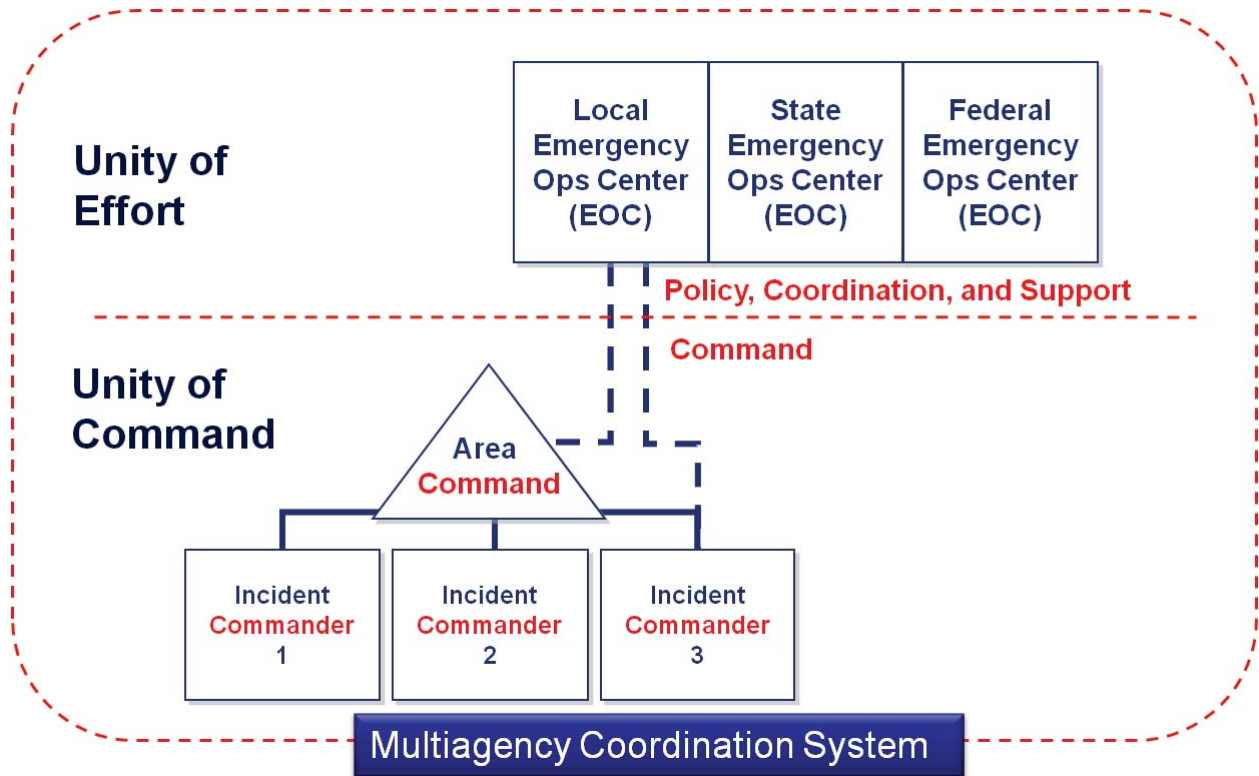 Unity of
Effort
Local
Emergency
Ops Center
(EOC)
State
Emergency
Ops Center
(EOC)
Federal
Emergency
Ops Center
(EOC)
Policy, Coordination, and Support
Command
Unity of
Command
Area
Command
Incident
Commander
1
Incident
Commander
2
Incident
Commander
3
Multiagency Coordination System